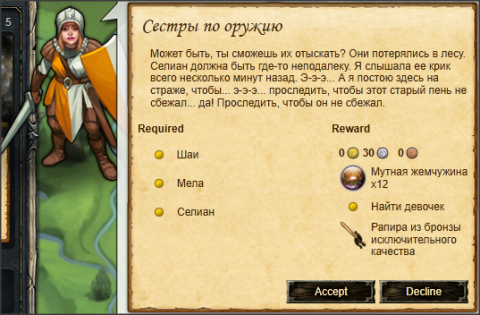 5
Сестры по оружию
Может быть, ты сможешь их отыскать? Они потерялись в лесу.
Селиан должна быть где-то неподалеку. Я слышала ее крик
всего несколько минут назад. Э-э-э... А я постою здесь на
страже, чтобы... э-э-э... проследить, чтобы этот старый пень не
сбежал... да! Проследить, чтобы он не сбежал.
Required
Шаи
Мела
Селиан
Reward
0 30 0
Мутная жемчужина
x12
Найти девочек
Рапира из бронзы
исключительного
качества
Accept
Decline